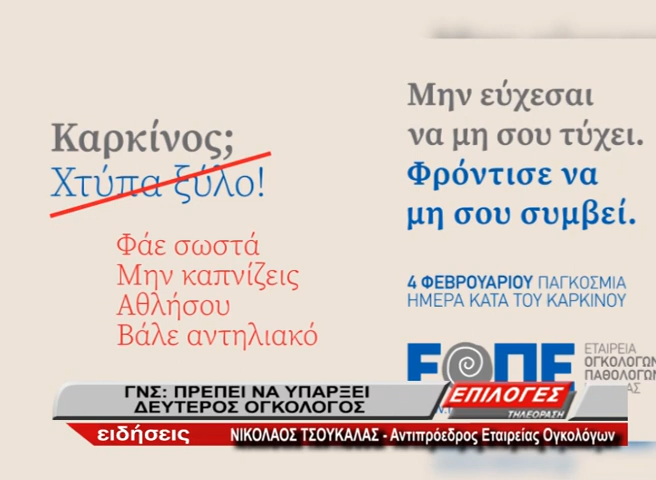 Καρκίνος;
Χτύπα ξύλο!
Φάε σωστά
Μην καπνίζεις
Αθλήσου
Βάλε αντηλιακό
Μην εύχεσαι
να μη σου τύχει.
Φρόντισε να
μη σου συμβεί.
4 ΦΕΒΡΟΥΑΡΙΟΥ ΠΑΓΚΟΣΜΙΑ
ΗΜΕΡΑ ΚΑΤΑ ΤΟΥ ΚΑΡΚΙΝΟΥ
ΕΟΠΕ
ΕΤΑΙΡΕΙΑ
ΟΓΚΟΛΟΓΩΝ
ΠΑΘΟΛΟΓΩΝ
ΓΝΣ: ΠΡΕΠΕΙ ΝΑ ΥΠΑΡΞΕΙ
ΔΕΥΤΕΡΟΣ ΟΓΚΟΛΟΓΟΣ
ΕΠΙΛΟΓΕΣ
ΤΗΛΕΟΡΑΣΗ
ειδήσεις
ΝΙΚΟΛΑΟΣ ΤΣΟΥΚΑΛΑΣ - Αντιπρόεδρος Εταιρείας Ογκολόγων